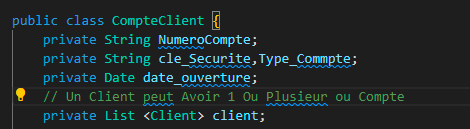 public class CompteClient {
private String NumeroCompte;
private String cle_Securite,Type_Commpte;
private Date date_ouverture;
// Un Client peut Avoir 1 Ou Plusieur ou Compte
private List <Client> client;